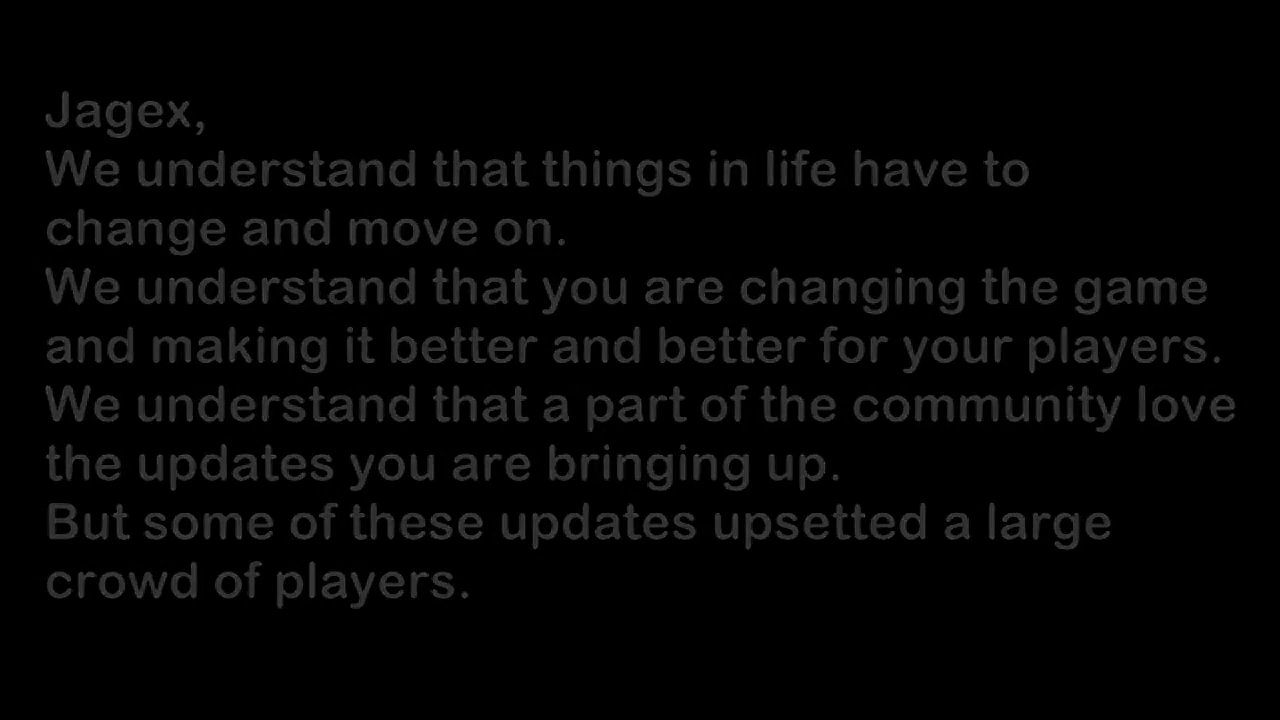 Jagex,
We understand that things in life have to
change and move on.
We understand that you are changing the game
and making it better and better for your players.
We understand that a part of the community love
the updates you are bringing up.
But some of these updates upsetted a large
crowd of players.